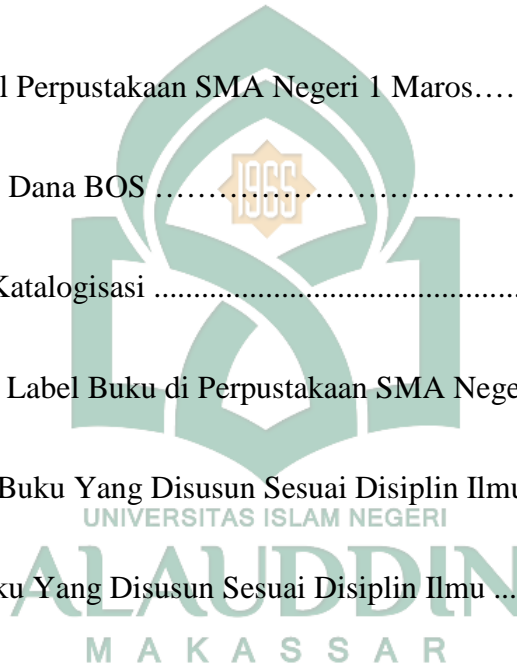 l Perpustakaan SMA Negeri 1 Maros…..
1965
Dana BOS ……………………………
Katalogisasi .......................................
Label Buku di Perpustakaan SMA Nege
Buku Yang Disusun Sesuai Disiplin Ilmu
UNIVERSITAS ISLAM NEGERI
ku Yang Disusun Sesuai Disiplin Ilmu ...
ALAUDDIN
MAKASSAR